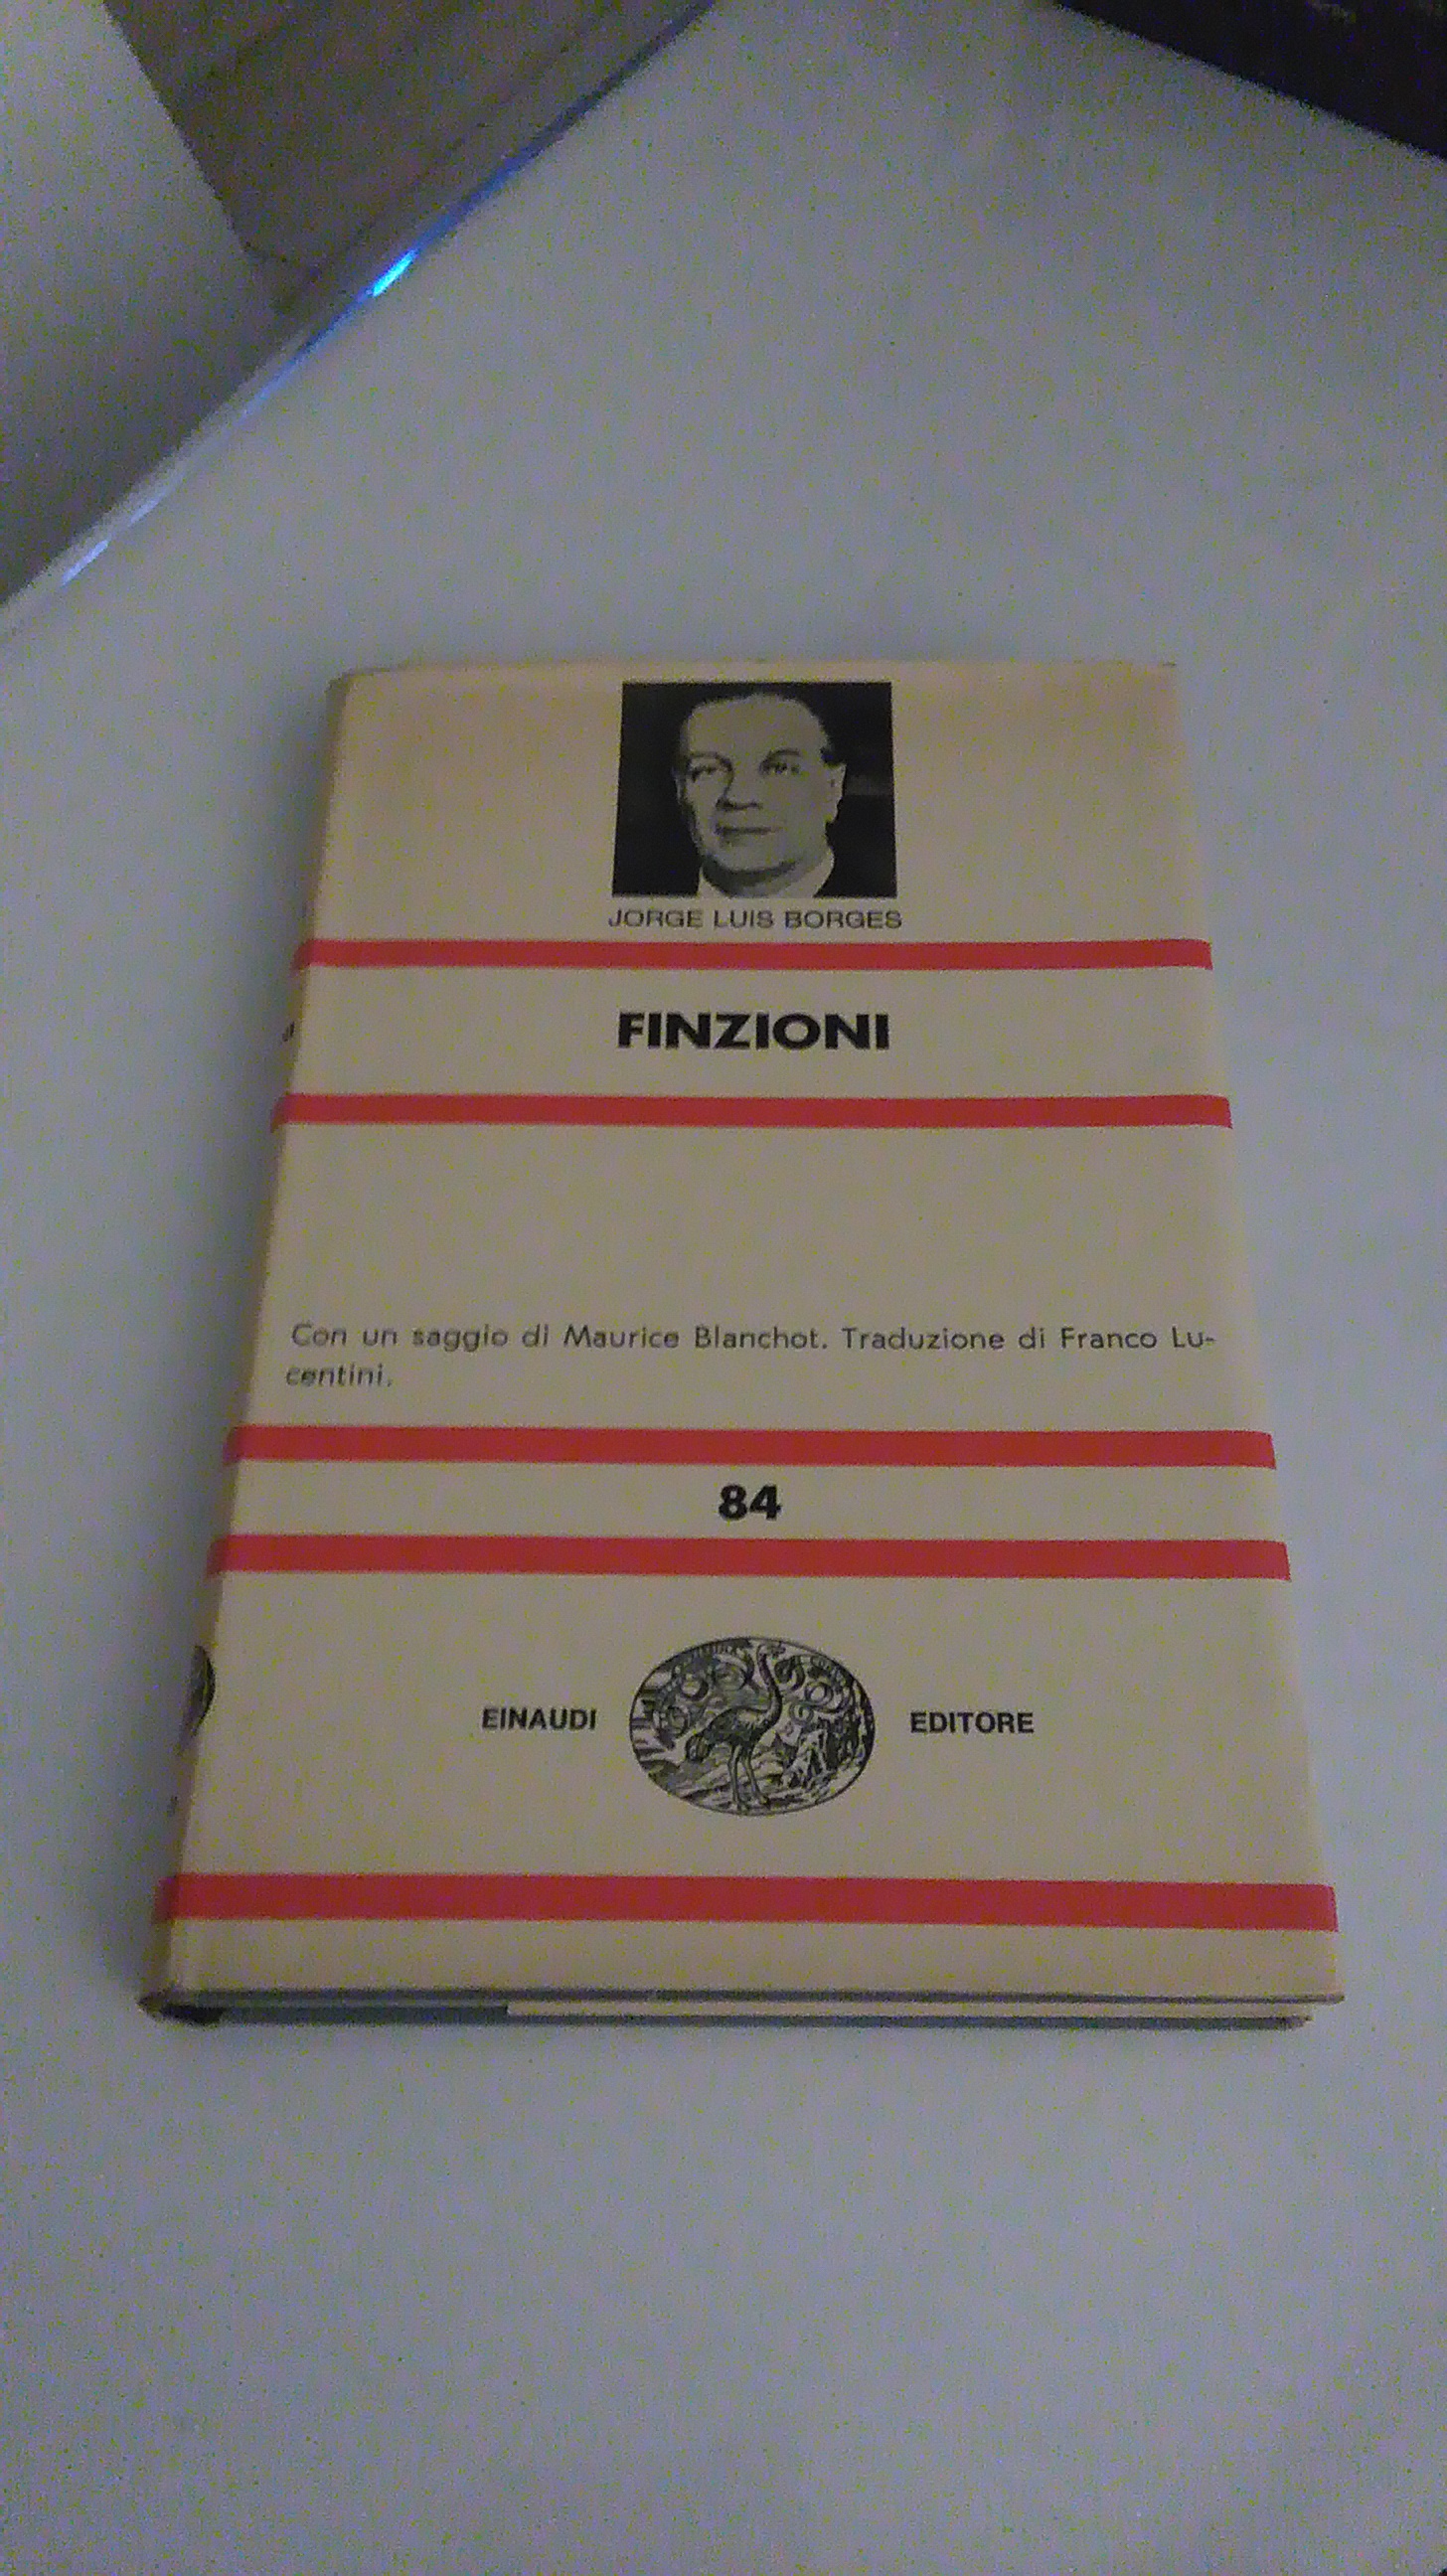 JORGE LUIS BORGES
FINZIONI
Con un saggio di Maurice Blanchot. Traduzione di Franco Lu-
centini.
84
EINAUDI EDITORE